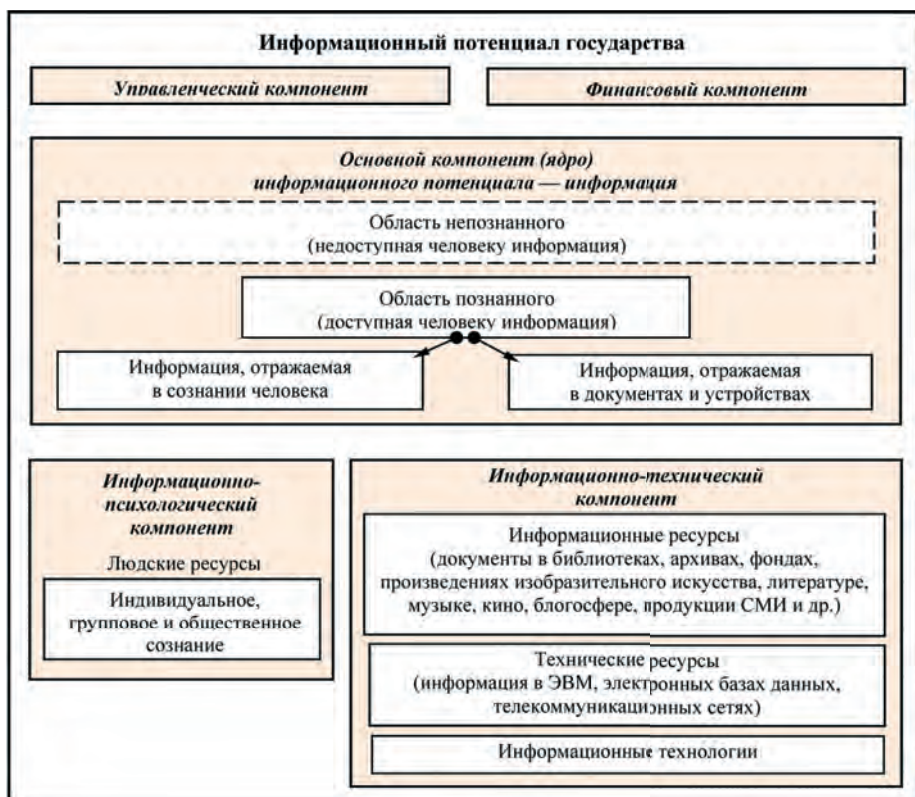 Информационный потенциал государства
Управленческий компонент
Финансовый компонент
Основной компонент (ядро)
информационного потенциала — информация
Область непознанного
(недоступная человеку информация)
Область познанного
(доступная человеку информация)
Информация, отражаемая
в сознании человека
Информация, отражаемая
в документах и устройствах
Информационно-
психологический
компонент
Людские ресурсы
Индивидуальное,
групповое и общественное
сознание
Информационно-технический
компонент
Информационные ресурсы
(документы в библиотеках, архивах, фондах,
произведениях изобразительного искусства, литературе,
музыке, кино, блогосфере, продукции СМИ и др.)
Технические ресурсы
(информация в ЭВМ, электронных базах данных,
телекоммуникационных сетях)
Информационные технологии